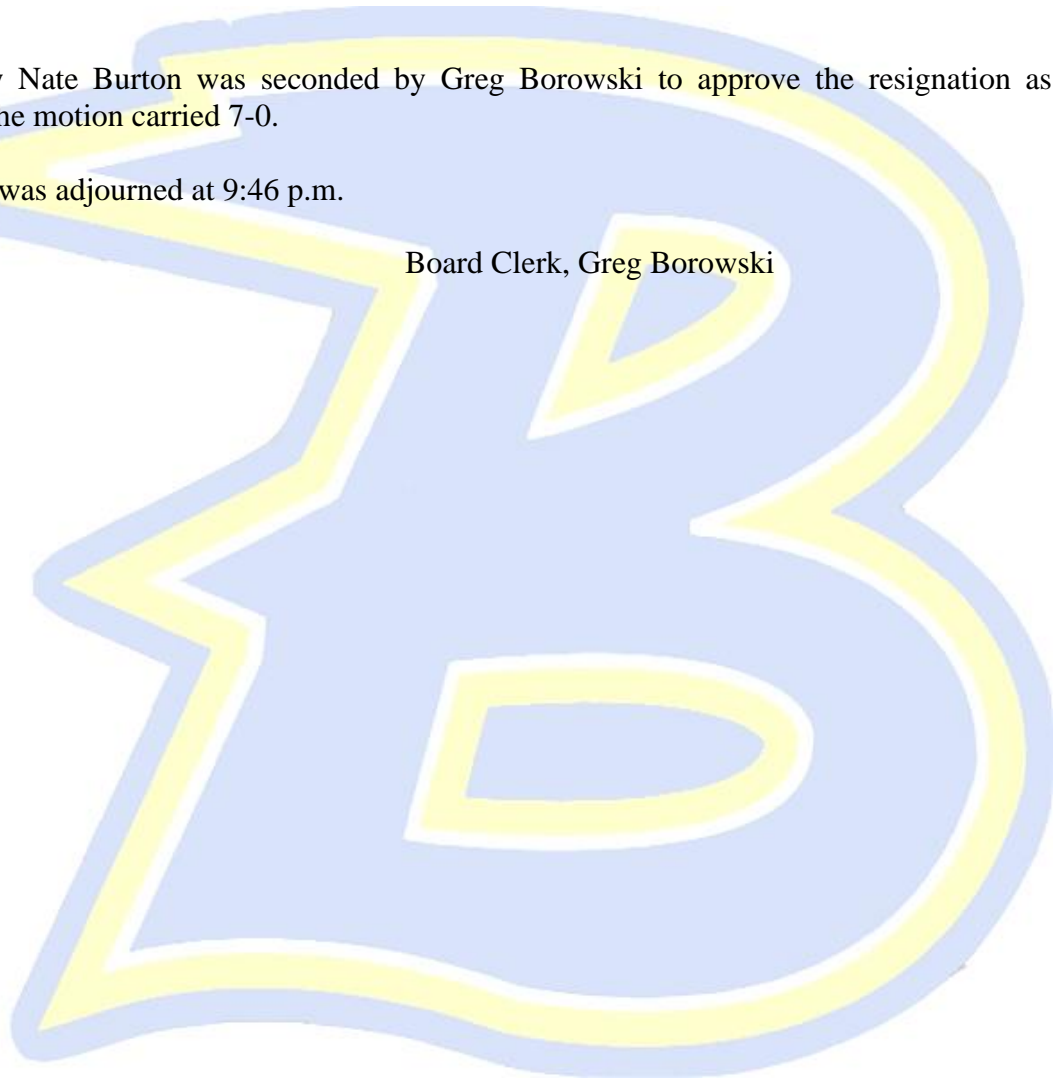 Nate Burton was seconded by Greg Borowski to approve the resignation as
motion carried 7-0.
was adjourned at 9:46 p.m.
Board Clerk, Greg Borowski
B